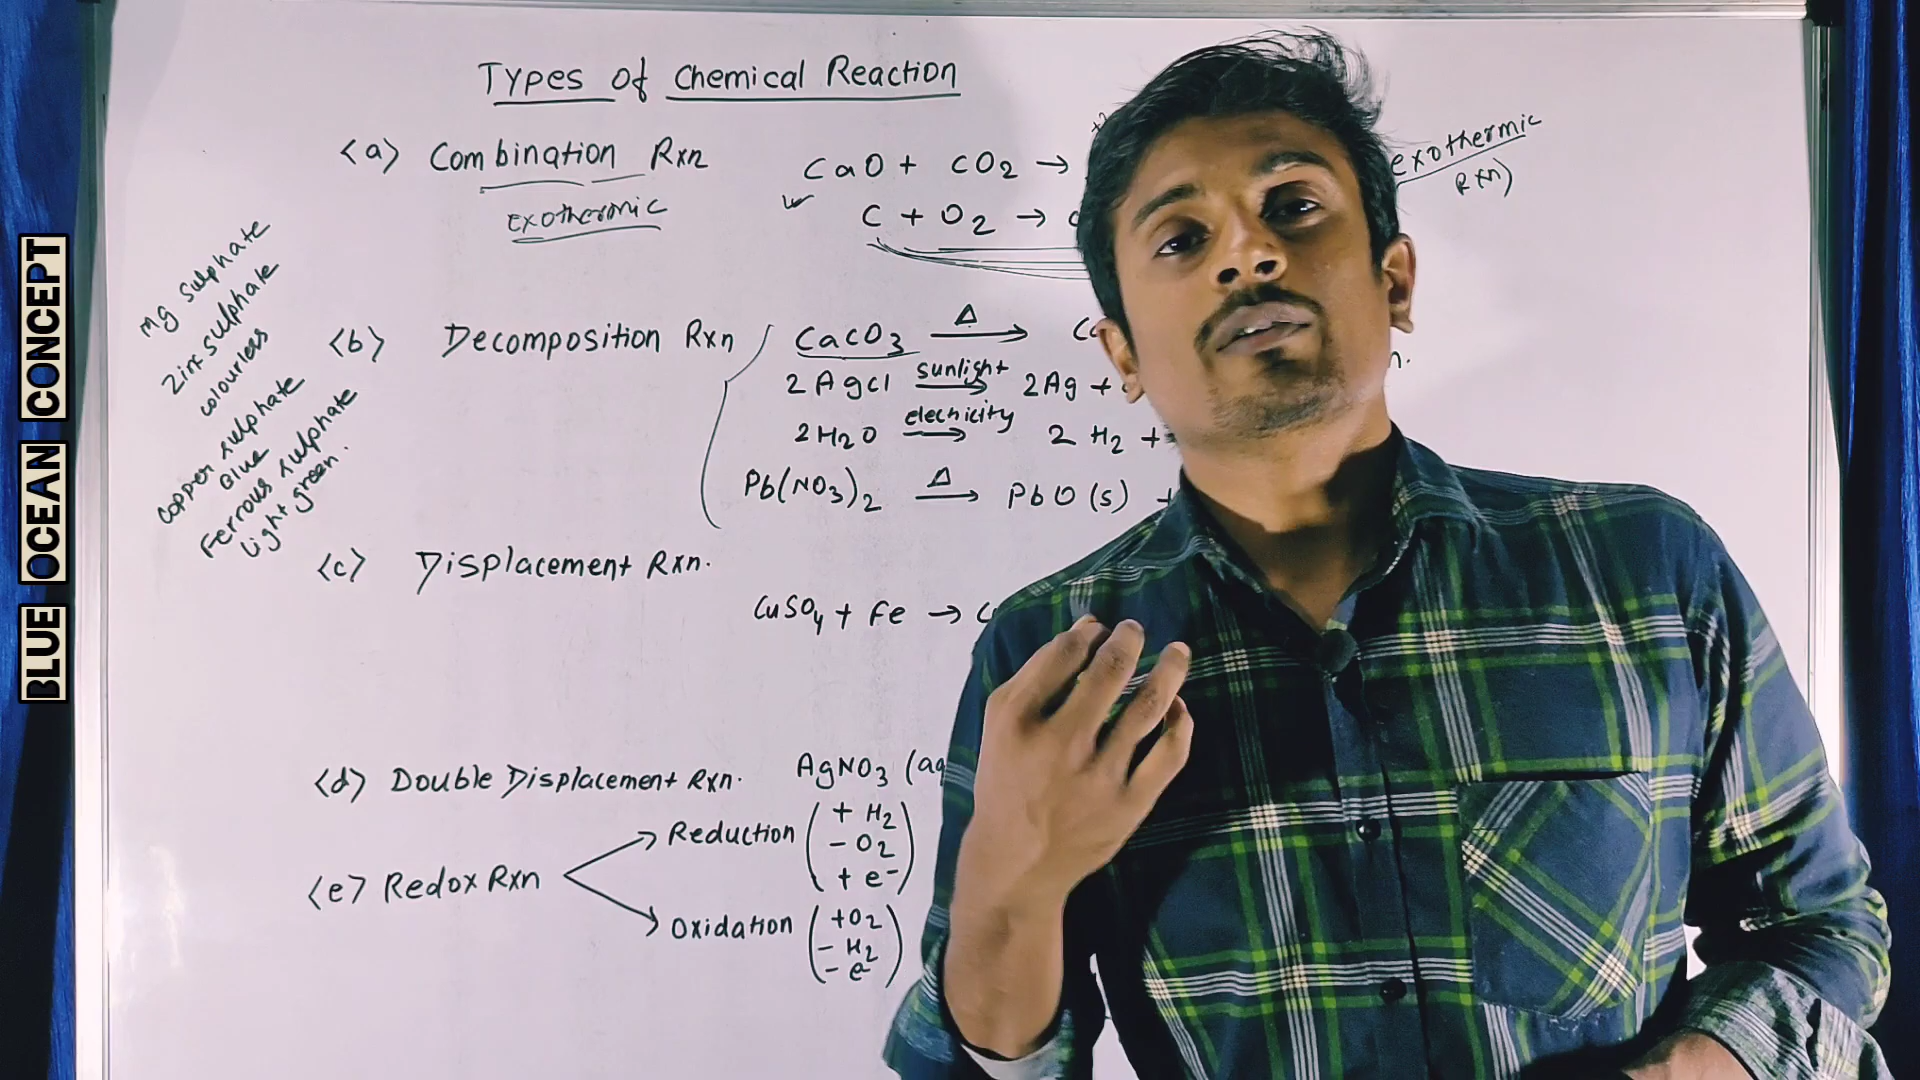 Types of Chemical Reaction
<a> Combination Rxn
exothermic
CaO + CO2 →
C + O2 →
exothermic
Rxn)
Mg Sulphate
Zinc Sulphate
colourless
copper sulphate
Blue
Ferrous sulphate
Light green.
<b> Decomposition Rxn
CaCO3 Δ→
2AgCl sunlight→ 2Ag +
2H2O electricity→ 2H2 +
Pb(NO3)2 Δ→ PbO(s) +
<c> Displacement Rxn.
CuSO4 + Fe →
<d> Double Displacement Rxn. AgNO3 (aq
<e> Redox Rxn
Reduction (+ H2
- O2
+ e-)
Oxidation (+O2
- H2
- e-)
BLUE OCEAN CONCEPT